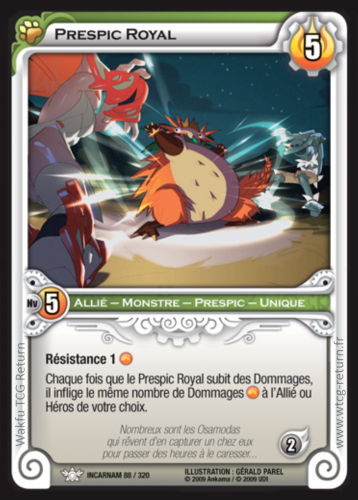 Prespic Royal
5
Nv 5
Allié – Monstre – Prespic – Unique
Résistance 1
Chaque fois que le Prespic Royal subit des Dommages,
il inflige le même nombre de Dommages à l'Allié ou
Héros de votre choix.
Nombreux sont les Osamodas
qui rêvent d'en capturer un chez eux
pour passer des heures à le caresser...
2
INCARNAM 88 / 320
ILLUSTRATION : GÉRALD PAREL
© 2009 Ankama / © 2009 UDI
Wakfu TCG Return
www.wtcg-return.fr